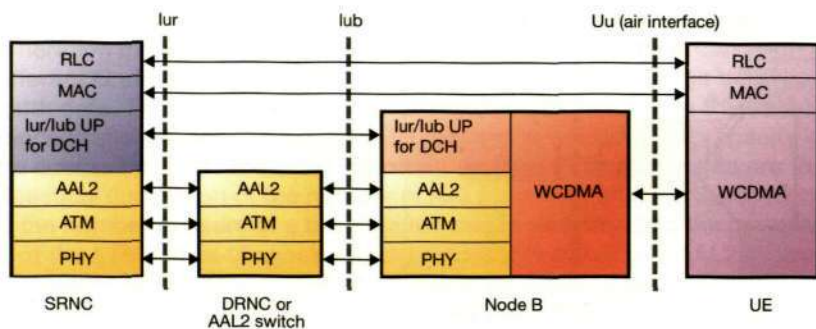 Iur
Iub
Uu (air interface)
RLC
MAC
Iur/Iub UP
for DCH
AAL2
ATM
PHY
SRNC
AAL2
ATM
PHY
DRNC or
AAL2 switch
Iur/Iub UP
for DCH
AAL2
ATM
PHY
WCDMA
Node B
RLC
MAC
WCDMA
UE